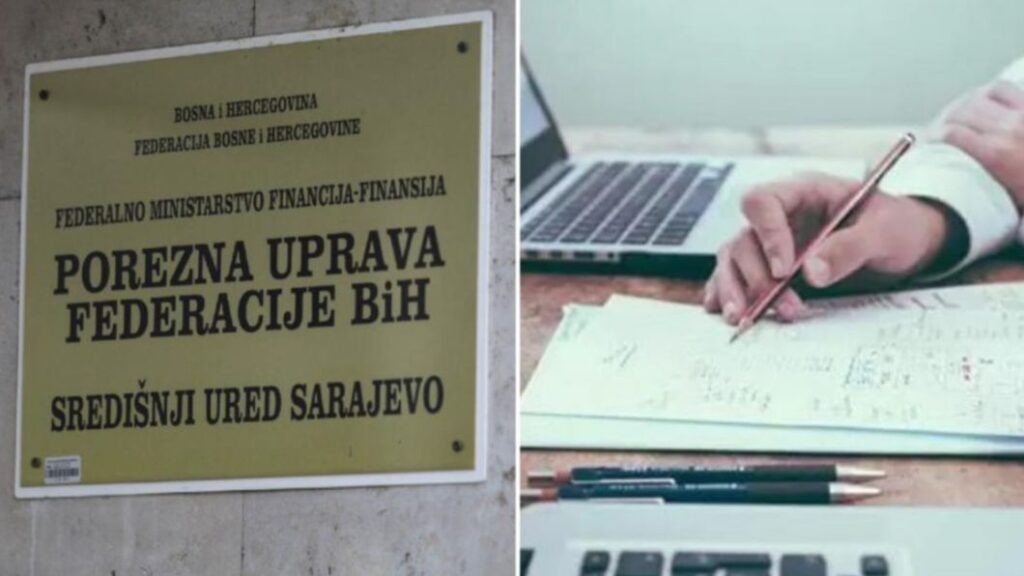 BOSNA i HERCEGOVINA
FEDERACIJA BOSNE i HERCEGOVINE
FEDERALNO MINISTARSTVO FINANCIJA-FINANSIJA
POREZNA UPRAVA
FEDERACIJE BiH
SREDIŠNJI URED SARAJEVO